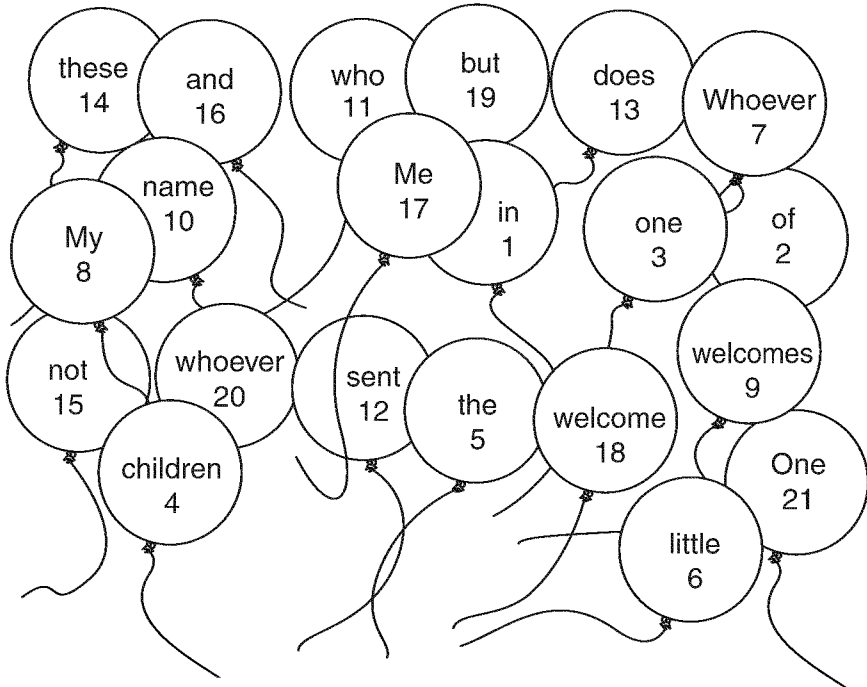 these
14
and
16
who
11
but
19
does
13
Whoever
7
name
10
Me
17
My
8
in
1
one
3
of
2
not
15
whoever
20
sent
12
the
5
welcome
18
welcomes
9
children
4
One
21
little
6